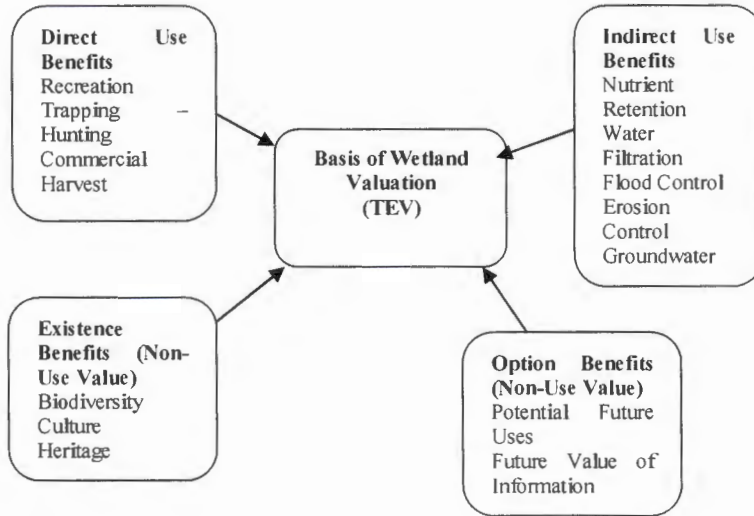 Direct Use
Benefits
Recreation
Trapping –
Hunting
Commercial
Harvest
Indirect Use
Benefits
Nutrient
Retention
Water
Filtration
Flood Control
Erosion
Control
Groundwater
Basis of Wetland
Valuation
(TEV)
Existence
Benefits (Non-
Use Value)
Biodiversity
Culture
Heritage
Option Benefits
(Non-Use Value)
Potential Future
Uses
Future Value of
Information